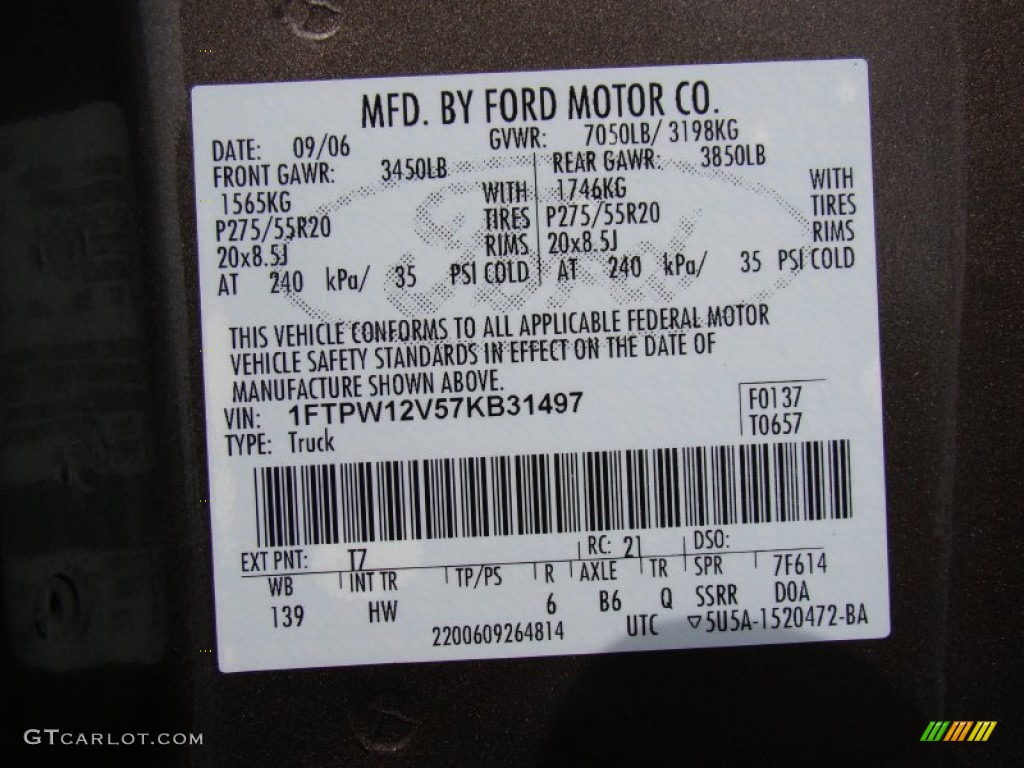 MFD. BY FORD MOTOR CO.
DATE: 09/06 GVWR: 7050LB/ 3198KG
FRONT GAWR: 3450LB REAR GAWR: 3850LB
1565KG WITH 1746KG WITH
P275/55R20 TIRES P275/55R20 TIRES
20x8.5J RIMS 20x8.5J RIMS
AT 240 kPa/ 35 PSI COLD AT 240 kPa/ 35 PSI COLD
THIS VEHICLE CONFORMS TO ALL APPLICABLE FEDERAL MOTOR
VEHICLE SAFETY STANDARDS IN EFFECT ON THE DATE OF
MANUFACTURE SHOWN ABOVE.
VIN: 1FTPW12V57KB31497 F0137
TYPE: Truck T0657
EXT PNT: T7 RC: 21 DSO:
WB INT TR TP/PS R AXLE TR SPR 7F614
139 HW 6 B6 Q SSRR DOA
2200609264814 UTC ▽5U5A-1520472-BA
GTCARLOT.COM